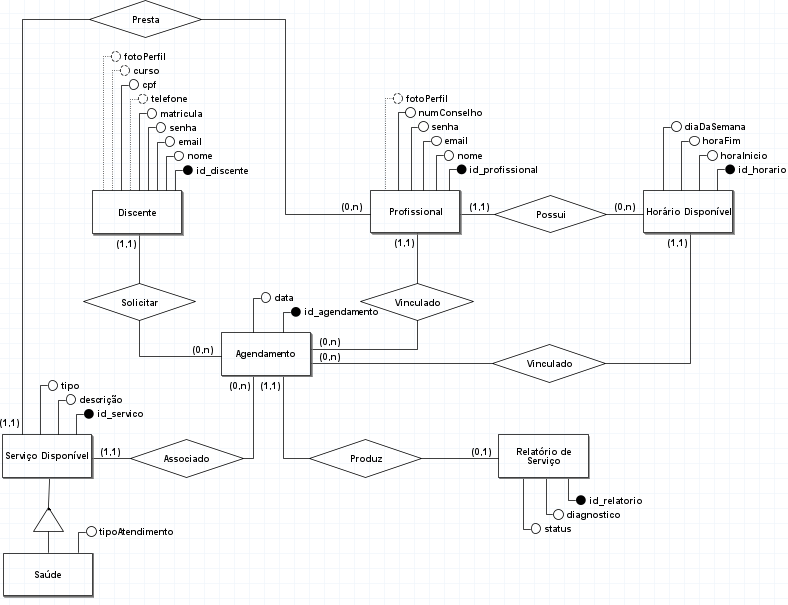 Presta
fotoPerfil
curso
cpf
telefone
matricula
senha
email
nome
id_discente
Discente
(1,1)
fotoPerfil
numConselho
senha
email
nome
id_profissional
(0,n)
Profissional
(1,1)
(1,1)
Possui
(0,n)
diaDaSemana
horaFim
horaInicio
id_horario
Horário Disponível
(1,1)
Solicitar
data
id_agendamento
Vinculado
(0,n)
Agendamento
(0,n)
(0,n)
Vinculado
(0,n)
(1,1)
tipo
descrição
id_servico
(1,1)
Serviço Disponível
(1,1)
Associado
Produz
(0,1)
Relatório de
Serviço
id_relatorio
diagnostico
status
tipoAtendimento
Saúde